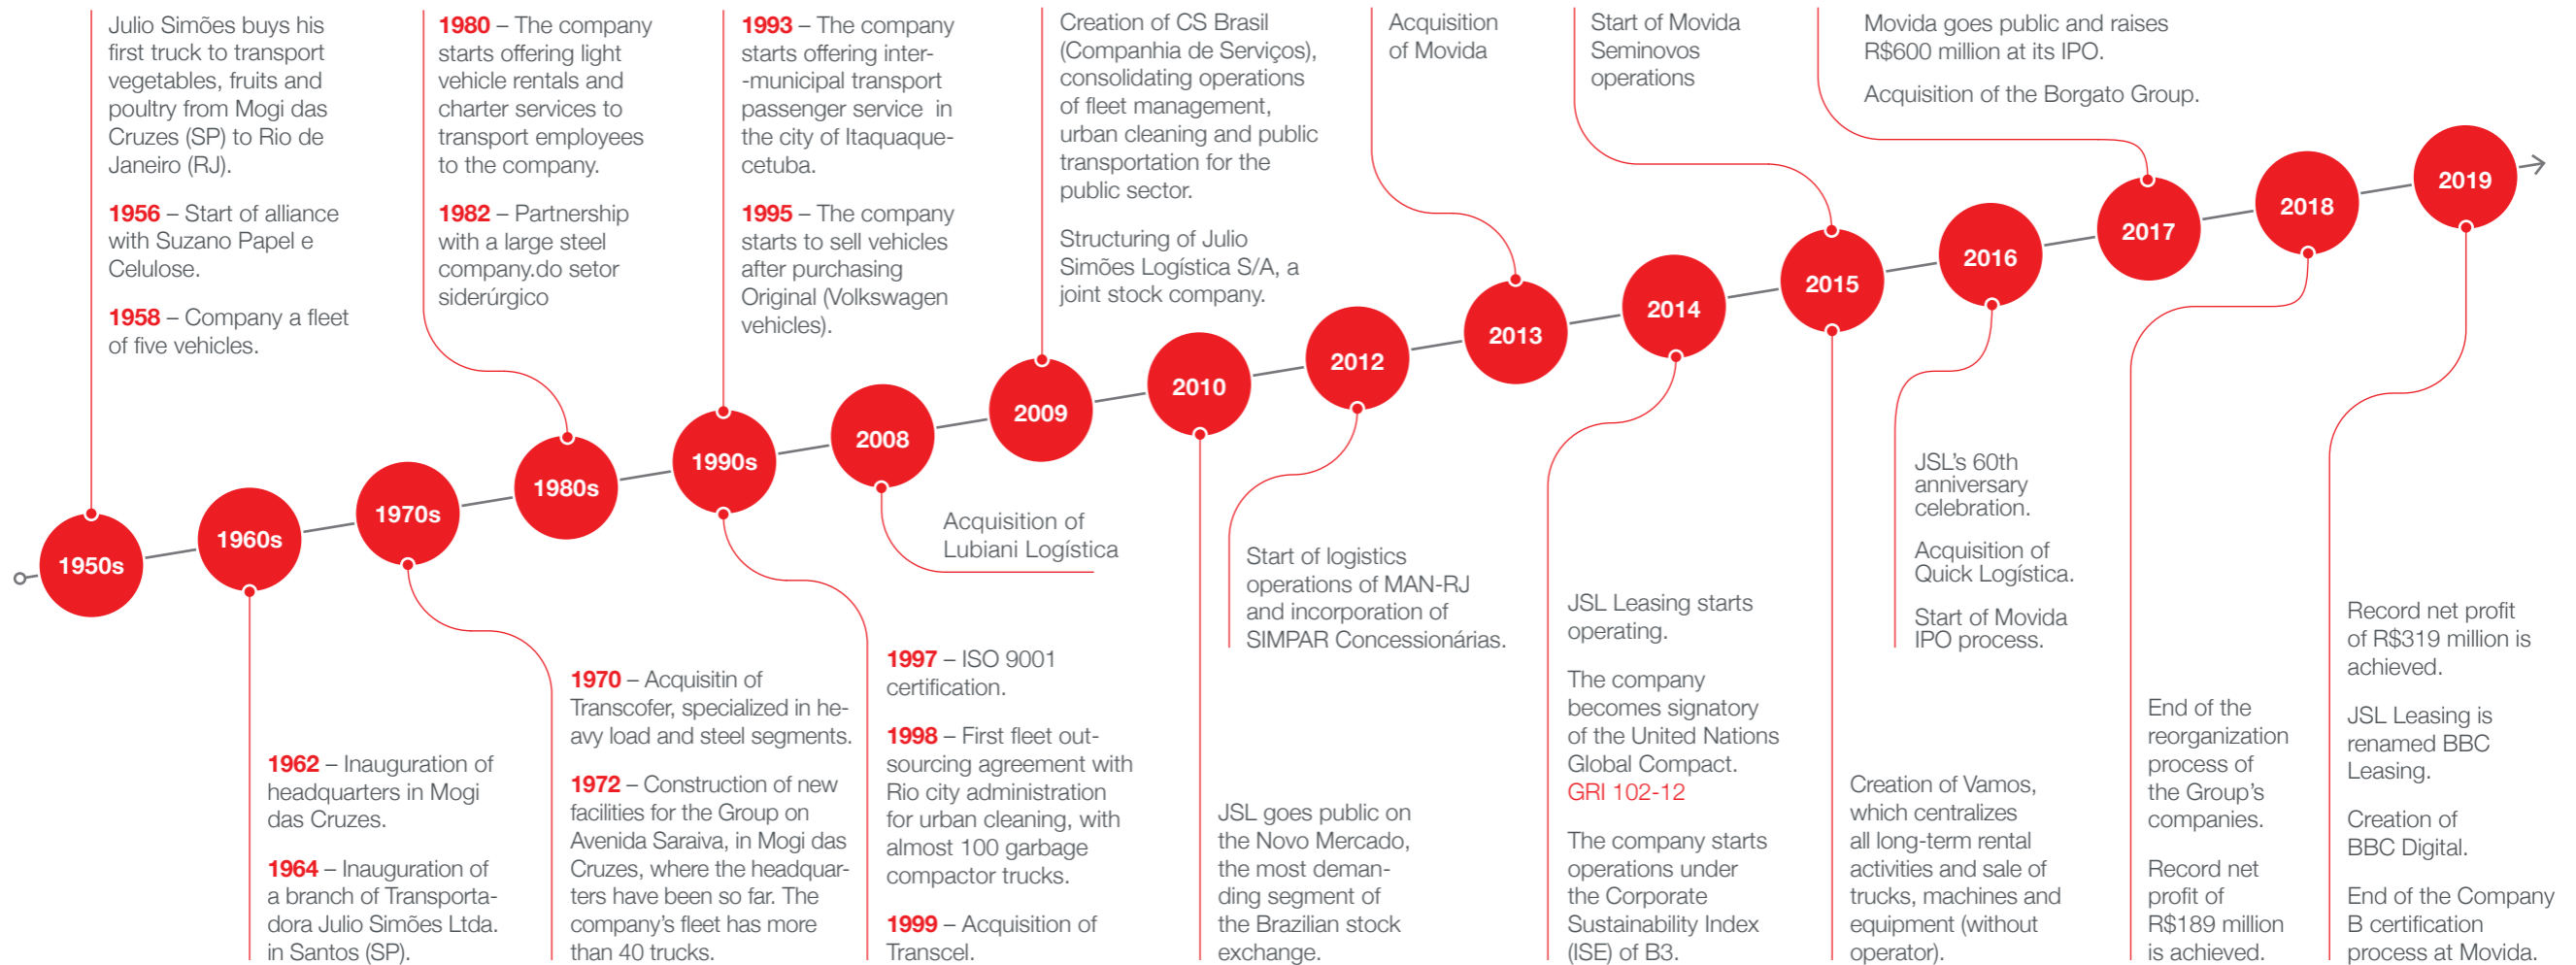 Julio Simões buys his
first truck to transport
vegetables, fruits and
poultry from Mogi das
Cruzes (SP) to Rio de
Janeiro (RJ).
1956 – Start of alliance
with Suzano Papel e
Celulose.
1958 – Company a fleet
of five vehicles.
1950s
1960s
1962 – Inauguration of
headquarters in Mogi
das Cruzes.
1964 – Inauguration of
a branch of Transporta-
dora Julio Simões Ltda.
in Santos (SP).
1970s
1970 – Acquisitin of
Transcofer, specialized in he-
avy load and steel segments.
1972 – Construction of new
facilities for the Group on
Avenida Saraiva, in Mogi das
Cruzes, where the headquar-
ters have been so far. The
company's fleet has more
than 40 trucks.
1980 – The company
starts offering light
vehicle rentals and
charter services to
transport employees
to the company.
1982 – Partnership
with a large steel
company.do setor
siderúrgico
1980s
1993 – The company
starts offering inter-
-municipal transport
passenger service in
the city of Itaquaque-
cetuba.
1995 – The company
starts to sell vehicles
after purchasing
Original (Volkswagen
vehicles).
1990s
1997 – ISO 9001
certification.
1998 – First fleet out-
sourcing agreement with
Rio city administration
for urban cleaning, with
almost 100 garbage
compactor trucks.
1999 – Acquisition of
Transcel.
2008
Acquisition of
Lubiani Logística
Creation of CS Brasil
(Companhia de Serviços),
consolidating operations
of fleet management,
urban cleaning and public
transportation for the
public sector.
Structuring of Julio
Simões Logística S/A, a
joint stock company.
2009
2010
JSL goes public on
the Novo Mercado,
the most deman-
ding segment of
the Brazilian stock
exchange.
2012
Start of logistics
operations of MAN-RJ
and incorporation of
SIMPAR Concessionárias.
Acquisition
of Movida
2013
2014
JSL Leasing starts
operating.
The company
becomes signatory
of the United Nations
Global Compact.
GRI 102-12
The company starts
operations under
the Corporate
Sustainability Index
(ISE) of B3.
Start of Movida
Seminovos
operations
2015
Creation of Vamos,
which centralizes
all long-term rental
activities and sale of
trucks, machines and
equipment (without
operator).
2016
JSL's 60th
anniversary
celebration.
Acquisition of
Quick Logística.
Start of Movida
IPO process.
Movida goes public and raises
R$600 million at its IPO.
Acquisition of the Borgato Group.
2017
2018
End of the
reorganization
process of
the Group's
companies.
Record net
profit of
R$189 million
is achieved.
2019
Record net profit
of R$319 million is
achieved.
JSL Leasing is
renamed BBC
Leasing.
Creation of
BBC Digital.
End of the Company
B certification
process at Movida.